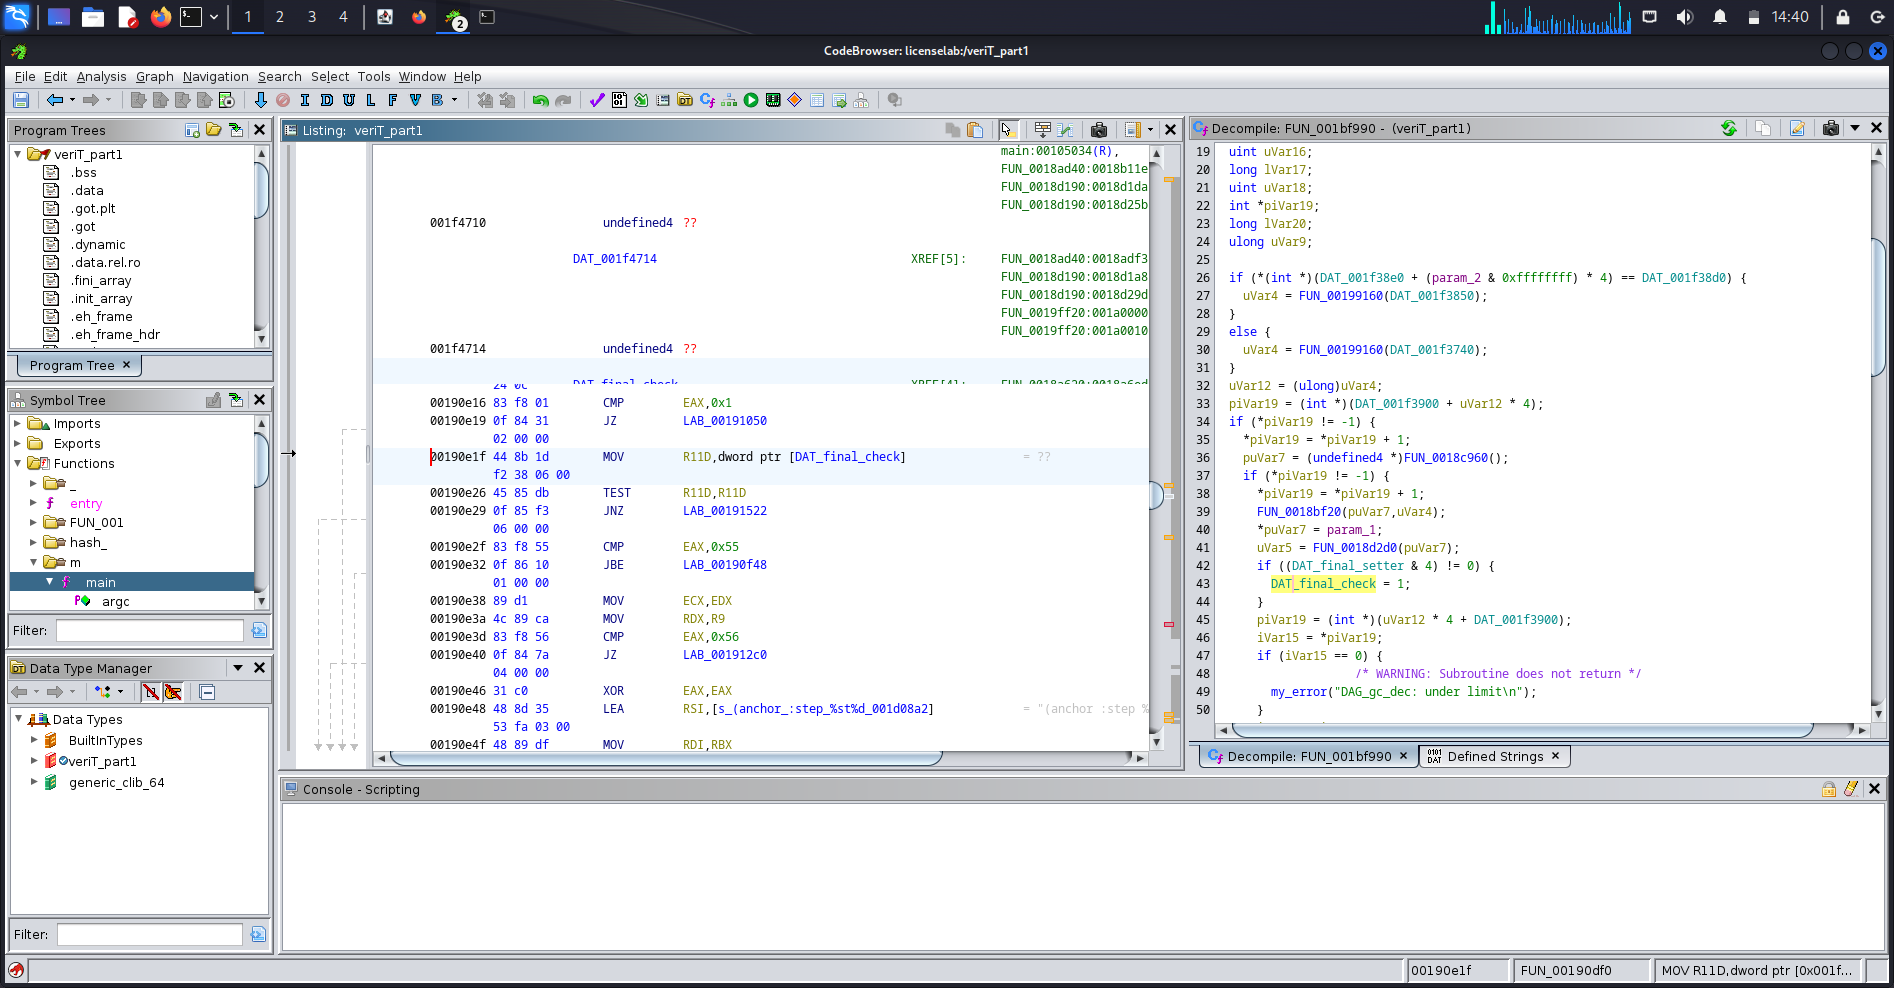 1 2 3 4
2
14:40
CodeBrowser: licenselab:/veriT_part1
File Edit Analysis Graph Navigation Search Select Tools Window Help
I D U L F V B
Program Trees
veriT_part1
.bss
.data
.got.plt
.got
.dynamic
.data.rel.ro
.fini_array
.init_array
.eh_frame
.eh_frame_hdr
Program Tree ×
Symbol Tree
Imports
Exports
Functions
_
f entry
FUN_001
hash_
m
f main
argc
Filter:
Data Type Manager
Data Types
BuiltInTypes
veriT_part1
generic_clib_64
Filter:
Listing: veriT_part1
main:00105034(R),
FUN_0018ad40:0018b11e
FUN_0018d190:0018d1da
FUN_0018d190:0018d25b
001f4710 undefined4 ??
DAT_001f4714 XREF[5]: FUN_0018ad40:0018adf3
FUN_0018d190:0018d1a8
FUN_0018d190:0018d29d
FUN_0019ff20:001a0000
FUN_0019ff20:001a0010
001f4714 undefined4 ??
24 0c DAT_final_check XREF[4]: FUN_0018a620:0018a6ed
00190e16 83 f8 01 CMP EAX,0x1
00190e19 0f 84 31 JZ LAB_00191050
02 00 00
00190e1f 44 8b 1d MOV R11D,dword ptr [DAT_final_check] = ??
f2 38 06 00
00190e26 45 85 db TEST R11D,R11D
00190e29 0f 85 f3 JNZ LAB_00191522
06 00 00
00190e2f 83 f8 55 CMP EAX,0x55
00190e32 0f 86 10 JBE LAB_00190f48
01 00 00
00190e38 89 d1 MOV ECX,EDX
00190e3a 4c 89 ca MOV RDX,R9
00190e3d 83 f8 56 CMP EAX,0x56
00190e40 0f 84 7a JZ LAB_001912c0
04 00 00
00190e46 31 c0 XOR EAX,EAX
00190e48 48 8d 35 LEA RSI,[s_(anchor_:step_%st%d_001d08a2] = "(anchor :step %
53 fa 03 00
00190e4f 48 89 df MOV RDI,RBX
Decompile: FUN_001bf990 - (veriT_part1)
19 uint uVar16;
20 long lVar17;
21 uint uVar18;
22 int *piVar19;
23 long lVar20;
24 ulong uVar9;
25
26 if (*(int *)(DAT_001f38e0 + (param_2 & 0xffffffff) * 4) == DAT_001f38d0) {
27 uVar4 = FUN_00199160(DAT_001f3850);
28 }
29 else {
30 uVar4 = FUN_00199160(DAT_001f3740);
31 }
32 uVar12 = (ulong)uVar4;
33 piVar19 = (int *)(DAT_001f3900 + uVar12 * 4);
34 if (*piVar19 != -1) {
35 *piVar19 = *piVar19 + 1;
36 puVar7 = (undefined4 *)FUN_0018c960();
37 if (*piVar19 != -1) {
38 *piVar19 = *piVar19 + 1;
39 FUN_0018bf20(puVar7,uVar4);
40 *puVar7 = param_1;
41 uVar5 = FUN_0018d2d0(puVar7);
42 if ((DAT_final_setter & 4) != 0) {
43 DAT_final_check = 1;
44 }
45 piVar19 = (int *)(uVar12 * 4 + DAT_001f3900);
46 iVar15 = *piVar19;
47 if (iVar15 == 0) {
48 /* WARNING: Subroutine does not return */
49 my_error("DAG_gc_dec: under limit\n");
50 }
Decompile: FUN_001bf990 × Defined Strings ×
Console - Scripting
00190e1f FUN_00190df0 MOV R11D,dword ptr [0x001f...